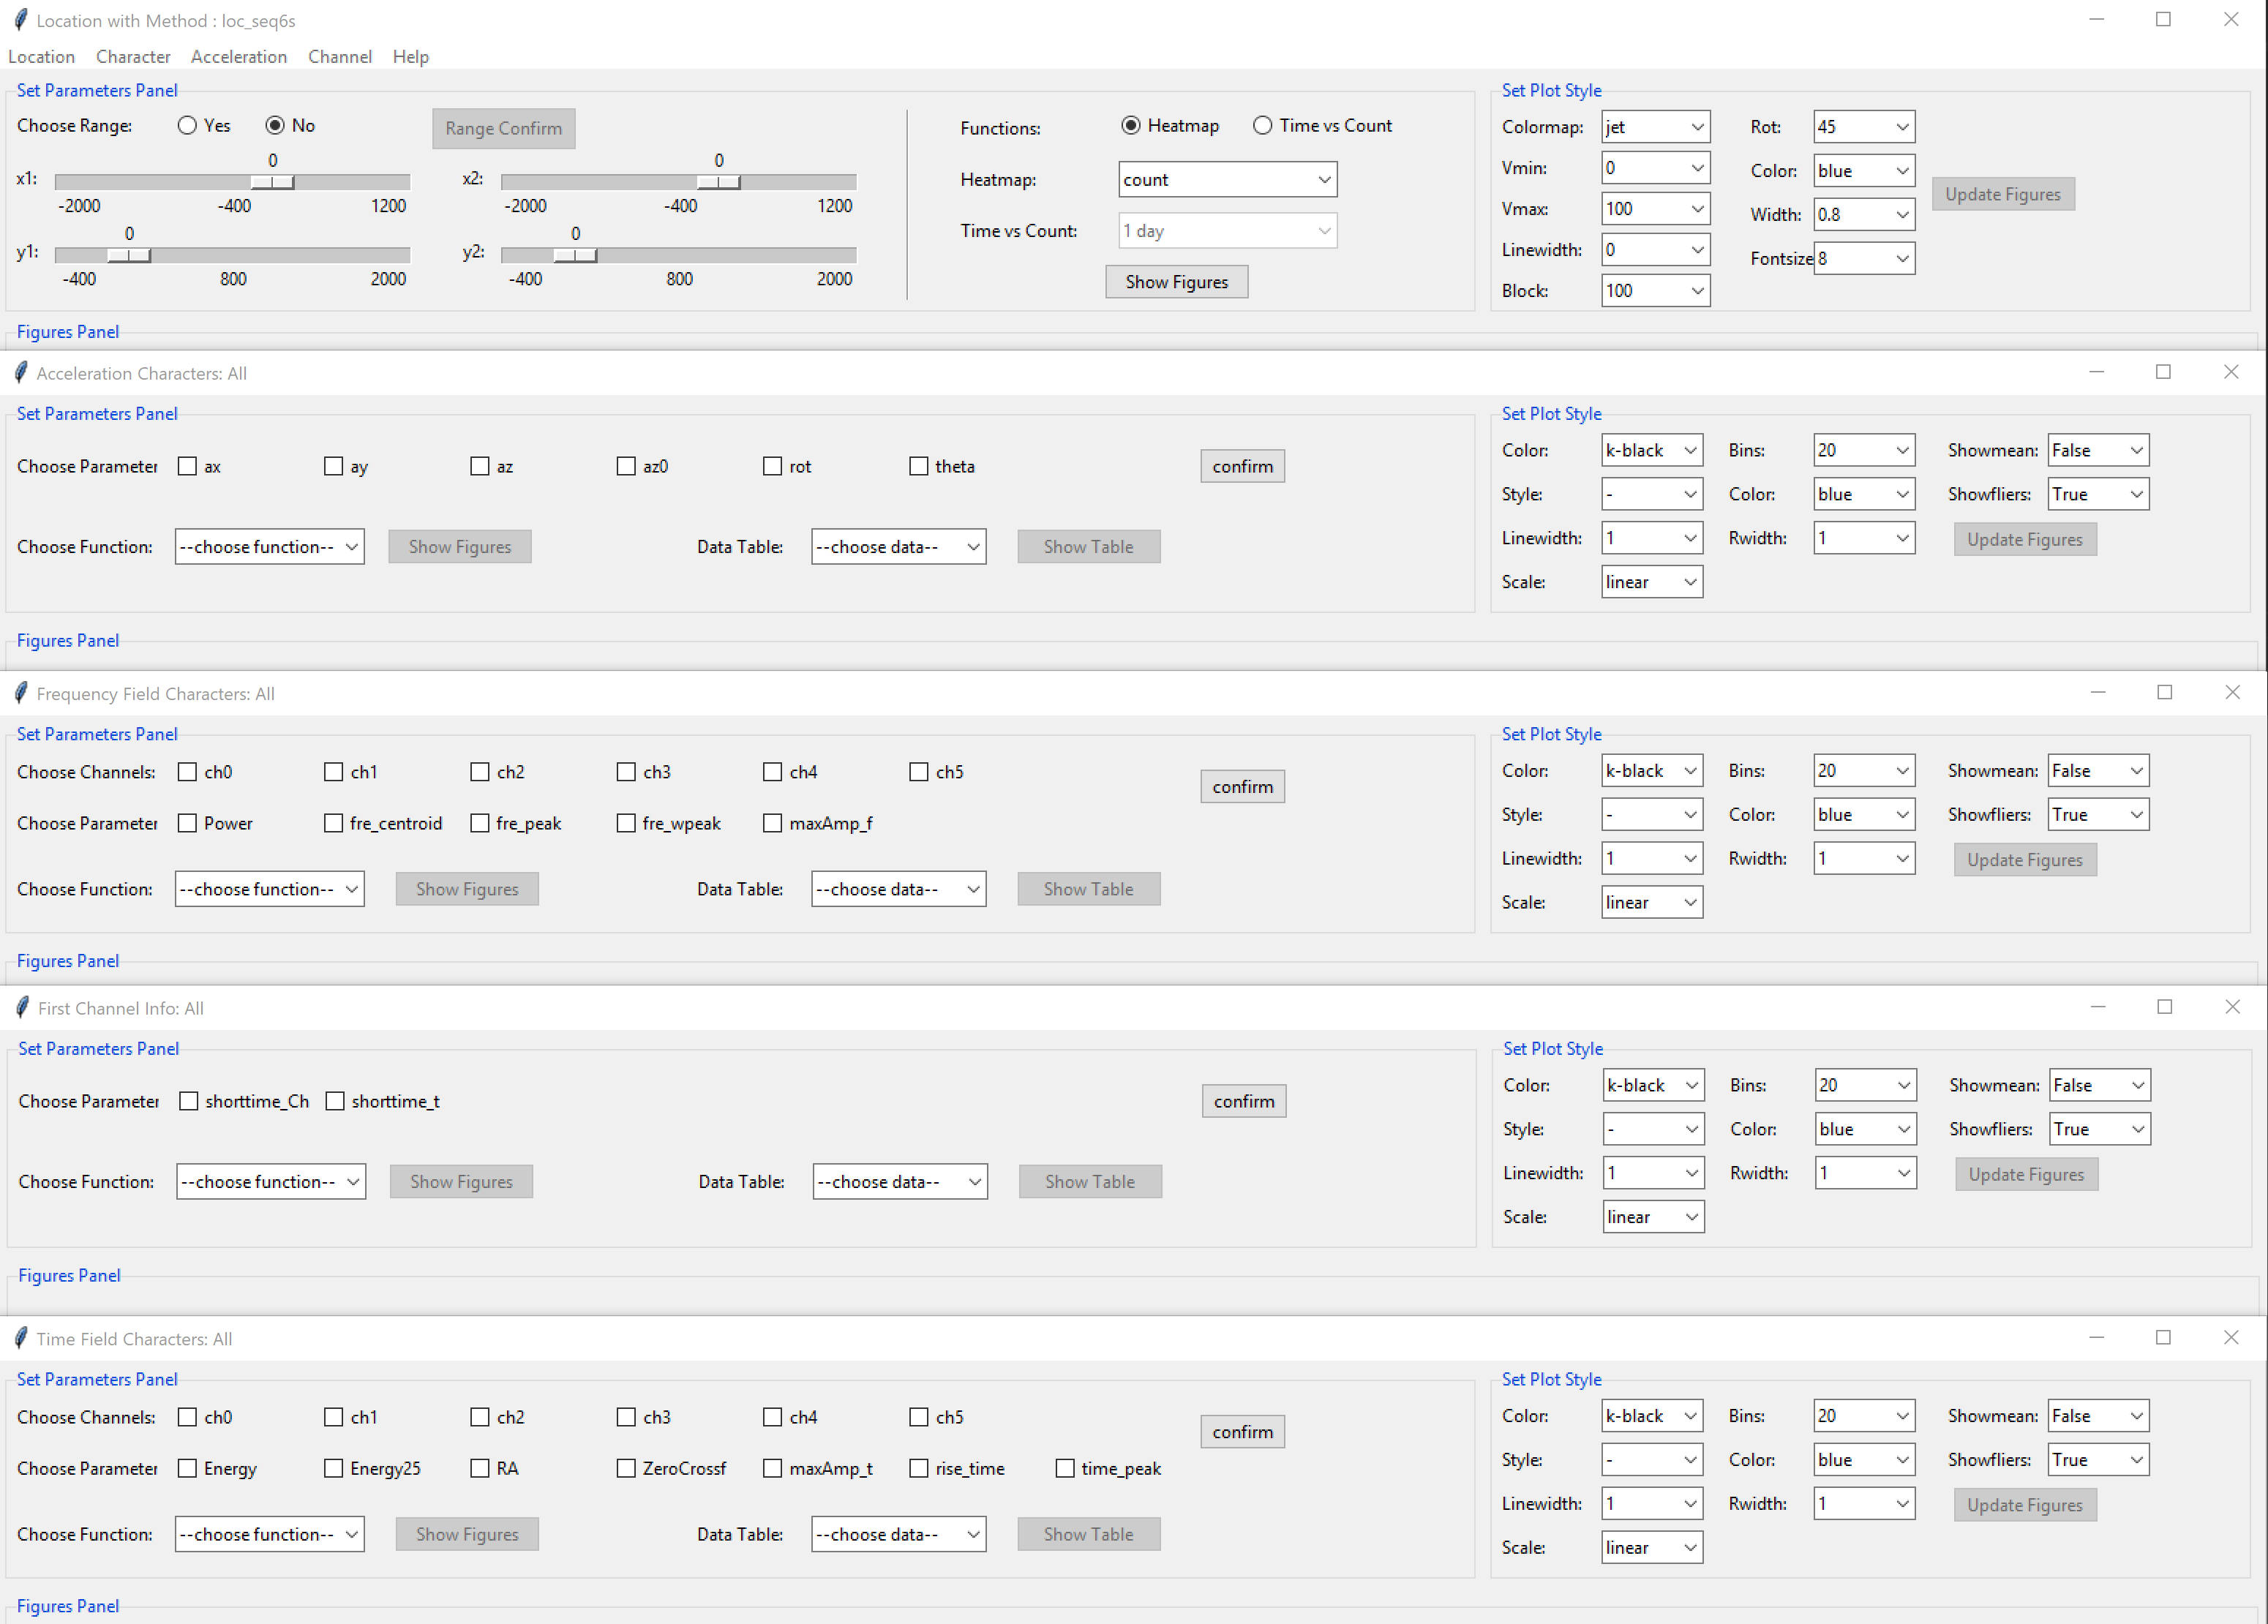 Location with Method : loc_seq6s
Location Character Acceleration Channel Help
Set Parameters Panel
Choose Range: Yes No Range Confirm
0 0
x1: x2:
-2000 -400 1200 -2000 -400 1200
0 0
y1: y2:
-400 800 2000 -400 800 2000
Functions: Heatmap Time vs Count
Heatmap: count
Time vs Count: 1 day
Show Figures
Set Plot Style
Colormap: jet Rot: 45
Vmin: 0 Color: blue
Update Figures
Vmax: 100 Width: 0.8
Linewidth: 0 Fontsize 8
Block: 100
Figures Panel
Acceleration Characters: All
Set Parameters Panel
Choose Parameter ax ay az az0 rot theta confirm
Choose Function: --choose function-- Show Figures Data Table: --choose data-- Show Table
Set Plot Style
Color: k-black Bins: 20 Showmean: False
Style: - Color: blue Showfliers: True
Linewidth: 1 Rwidth: 1 Update Figures
Scale: linear
Figures Panel
Frequency Field Characters: All
Set Parameters Panel
Choose Channels: ch0 ch1 ch2 ch3 ch4 ch5 confirm
Choose Parameter Power fre_centroid fre_peak fre_wpeak maxAmp_f
Choose Function: --choose function-- Show Figures Data Table: --choose data-- Show Table
Set Plot Style
Color: k-black Bins: 20 Showmean: False
Style: - Color: blue Showfliers: True
Linewidth: 1 Rwidth: 1 Update Figures
Scale: linear
Figures Panel
First Channel Info: All
Set Parameters Panel
Choose Parameter shorttime_Ch shorttime_t confirm
Choose Function: --choose function-- Show Figures Data Table: --choose data-- Show Table
Set Plot Style
Color: k-black Bins: 20 Showmean: False
Style: - Color: blue Showfliers: True
Linewidth: 1 Rwidth: 1 Update Figures
Scale: linear
Figures Panel
Time Field Characters: All
Set Parameters Panel
Choose Channels: ch0 ch1 ch2 ch3 ch4 ch5 confirm
Choose Parameter Energy Energy25 RA ZeroCrossf maxAmp_t rise_time time_peak
Choose Function: --choose function-- Show Figures Data Table: --choose data-- Show Table
Set Plot Style
Color: k-black Bins: 20 Showmean: False
Style: - Color: blue Showfliers: True
Linewidth: 1 Rwidth: 1 Update Figures
Scale: linear
Figures Panel